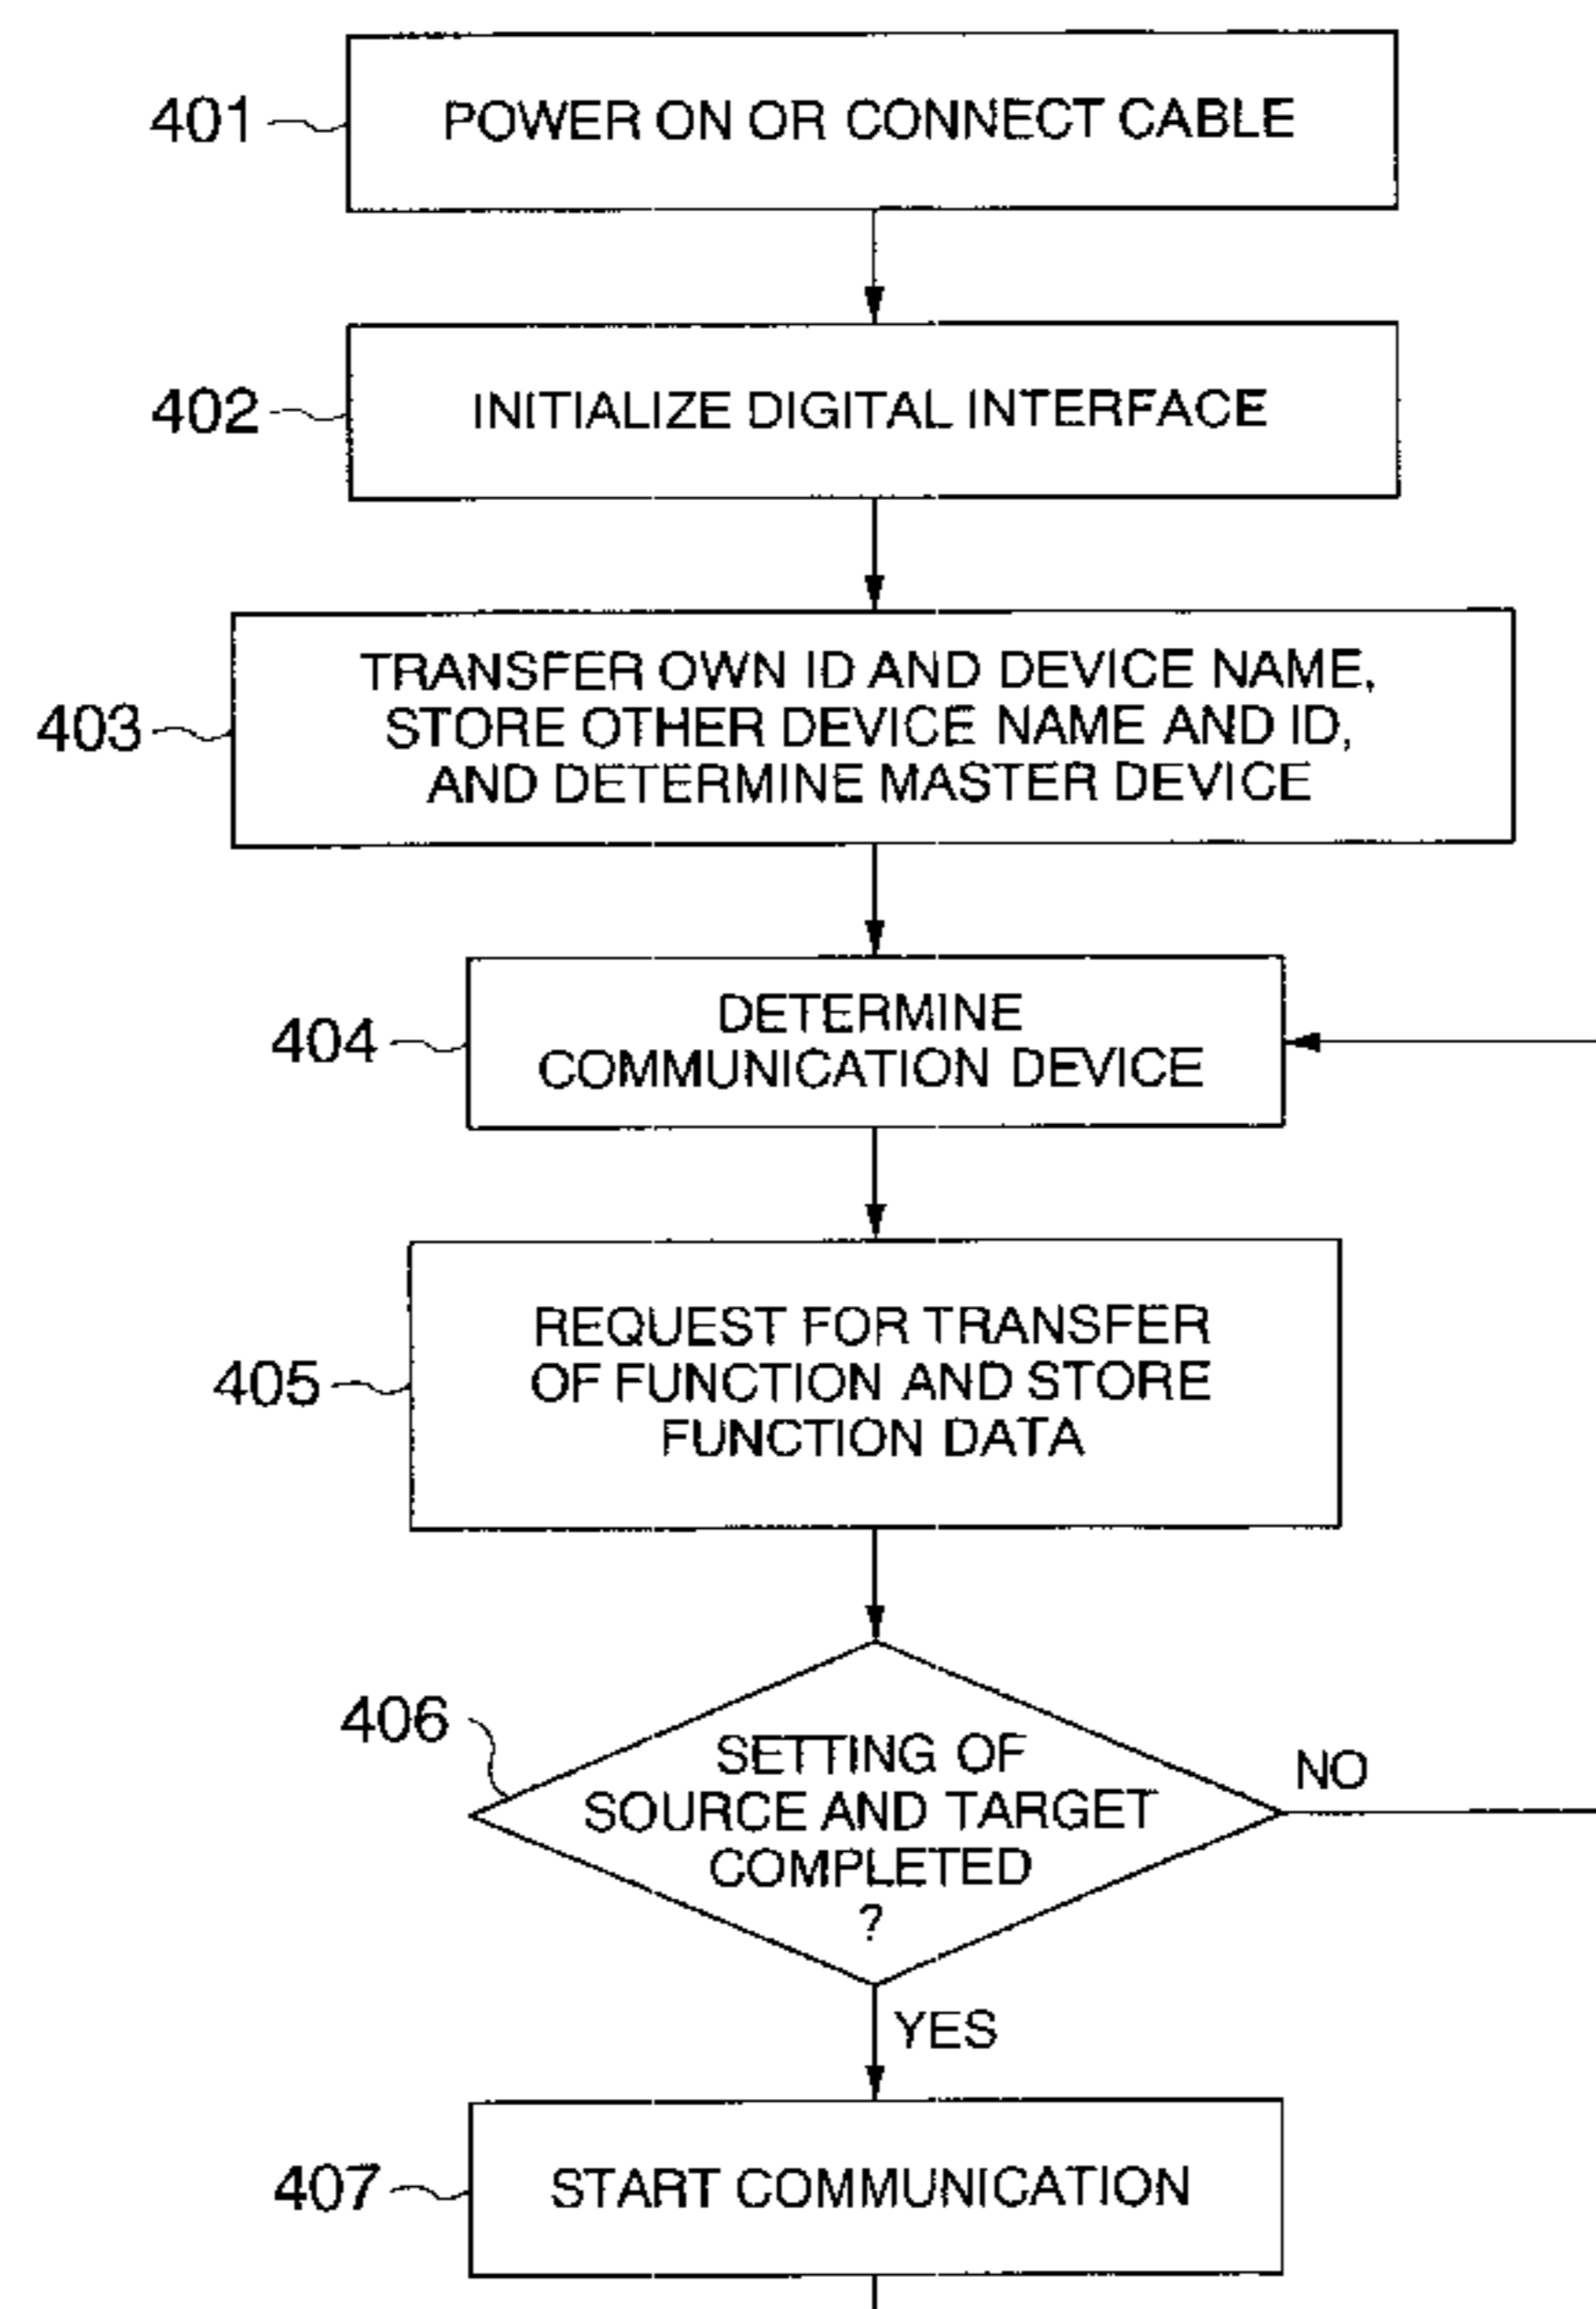 401
POWER ON OR CONNECT CABLE
402
INITIALIZE DIGITAL INTERFACE
403
TRANSFER OWN ID AND DEVICE NAME,
STORE OTHER DEVICE NAME AND ID,
AND DETERMINE MASTER DEVICE
404
DETERMINE
COMMUNICATION DEVICE
405
REQUEST FOR TRANSFER
OF FUNCTION AND STORE
FUNCTION DATA
406
SETTING OF
SOURCE AND TARGET
COMPLETED
?
NO
YES
407
START COMMUNICATION